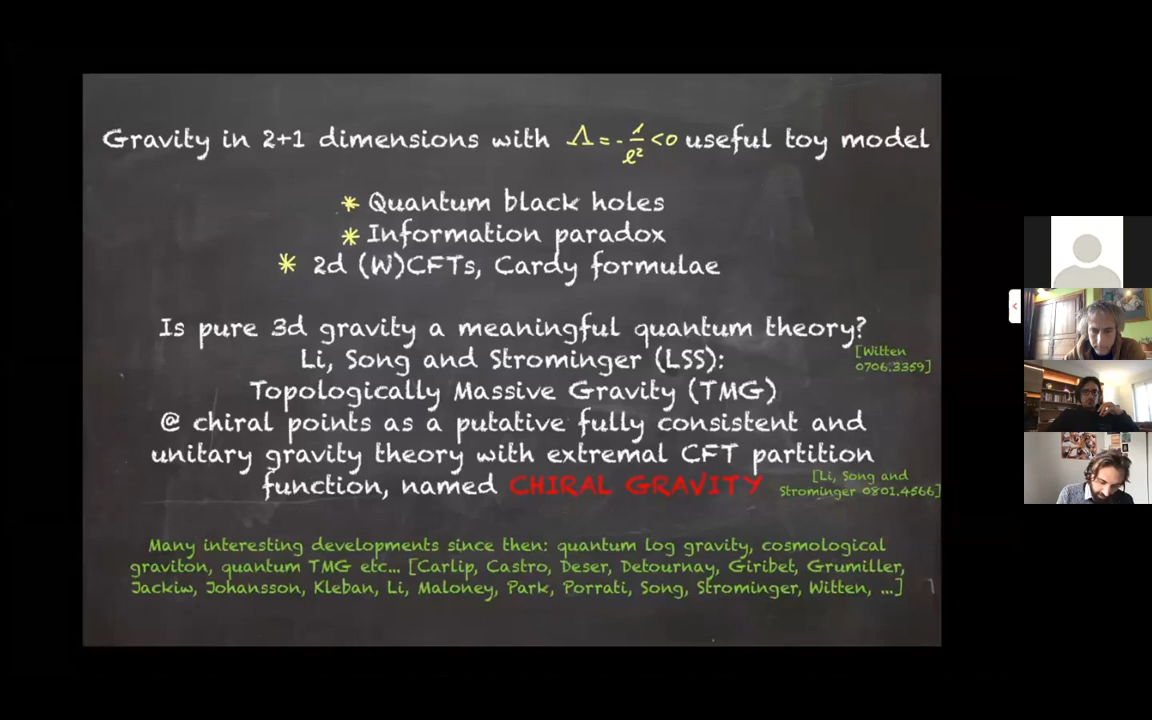 Gravity in 2+1 dimensions with Λ = - 1/ℓ² < 0 useful toy model
* Quantum black holes
* Information paradox
* 2d (W)CFTs, Cardy formulae
Is pure 3d gravity a meaningful quantum theory?
[Witten
0706.3359]
Li, Song and Strominger (LSS):
Topologically Massive Gravity (TMG)
@ chiral points as a putative fully consistent and
unitary gravity theory with extremal CFT partition
function, named CHIRAL GRAVITY
[Li, Song and
Strominger 0801.4566]
Many interesting developments since then: quantum log gravity, cosmological
graviton, quantum TMG etc... [Carlip, Castro, Deser, Detournay, Giribet, Grumiller,
Jackiw, Johansson, Kleban, Li, Maloney, Park, Porrati, Song, Strominger, Witten, ...]